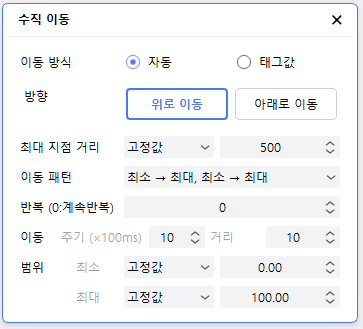 수직 이동
이동 방식 자동 태그값
방향 위로 이동 아래로 이동
최대 지점 거리 고정값 500
이동 패턴 최소 → 최대, 최소 → 최대
반복 (0:계속반복) 0
이동 주기 (×100ms) 10 거리 10
범위 최소 고정값 0.00
최대 고정값 100.00